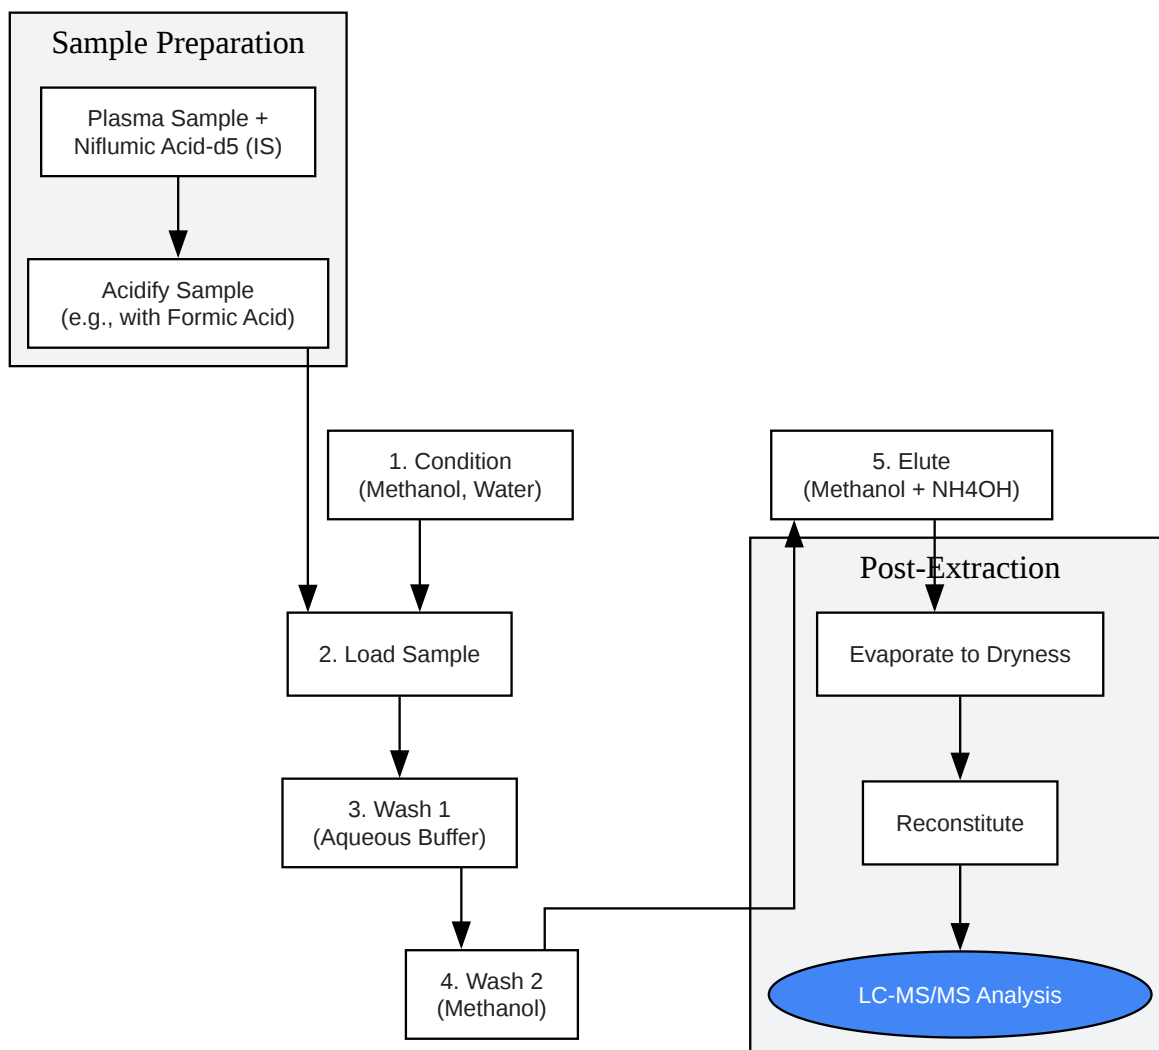 Sample Preparation
Plasma Sample +
Niflumic Acid-d5 (IS)
Acidify Sample
(e.g., with Formic Acid)
1. Condition
(Methanol, Water)
2. Load Sample
3. Wash 1
(Aqueous Buffer)
4. Wash 2
(Methanol)
5. Elute
(Methanol + NH4OH)
Post-Extraction
Evaporate to Dryness
Reconstitute
LC-MS/MS Analysis